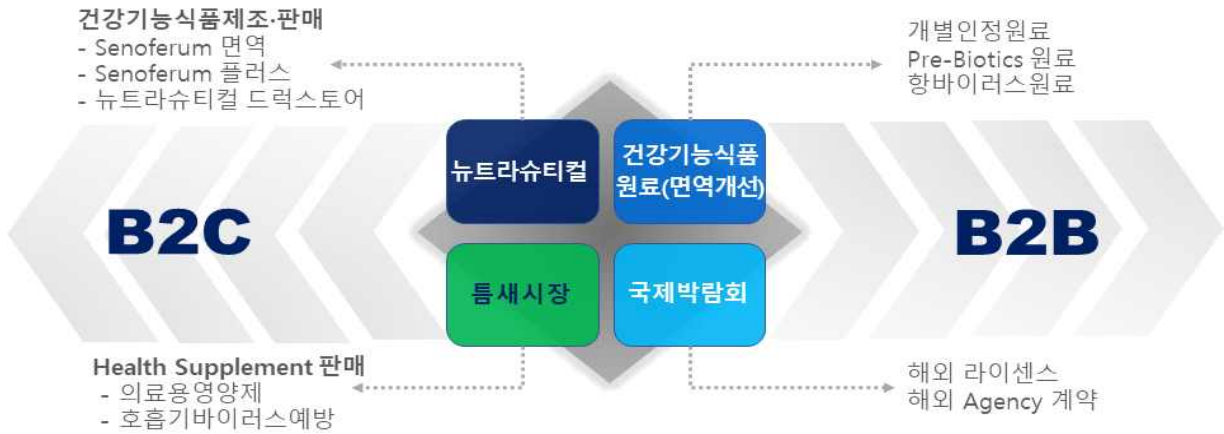 건강기능식품제조·판매
- Senoferum 면역
- Senoferum 플러스
- 뉴트라슈티컬 드럭스토어
개별인정원료
Pre-Biotics 원료
항바이러스원료
뉴트라슈티컬
건강기능식품
원료(면역개선)
B2C
B2B
틈새시장
국제박람회
Health Supplement 판매
- 의료용영양제
- 호흡기바이러스예방
해외 라이센스
해외 Agency 계약